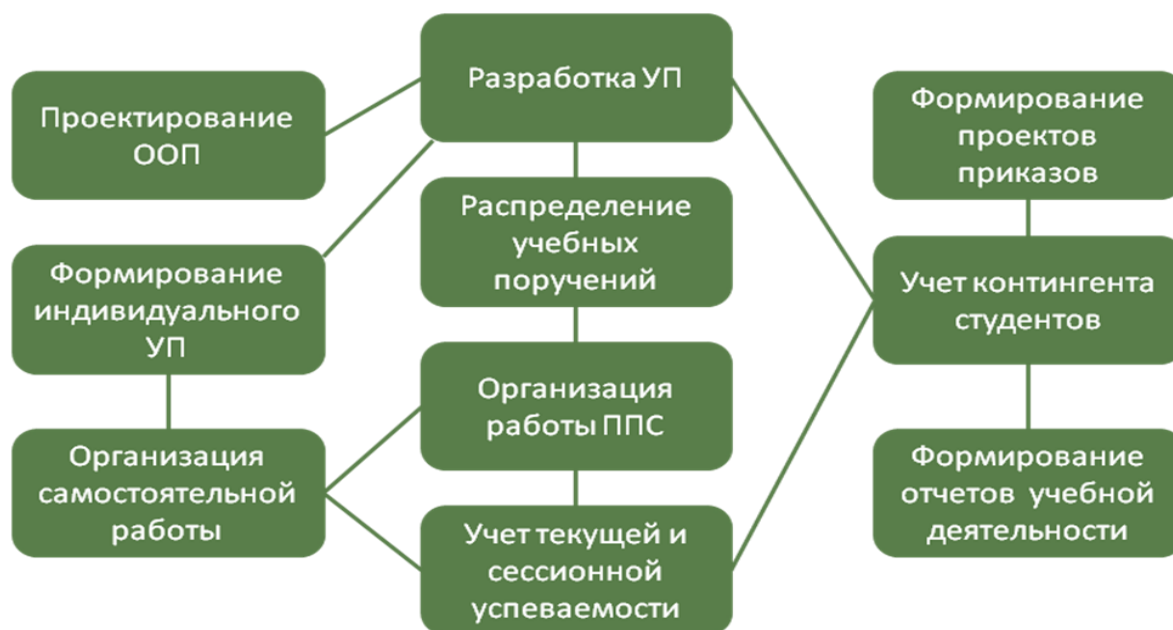 Проектирование
ООП
Формирование
индивидуального
УП
Организация
самостоятельной
работы
Разработка УП
Распределение
учебных
поручений
Организация
работы ППС
Учет текущей и
сессионной
успеваемости
Формирование
проектов
приказов
Учет контингента
студентов
Формирование
отчетов учебной
деятельности